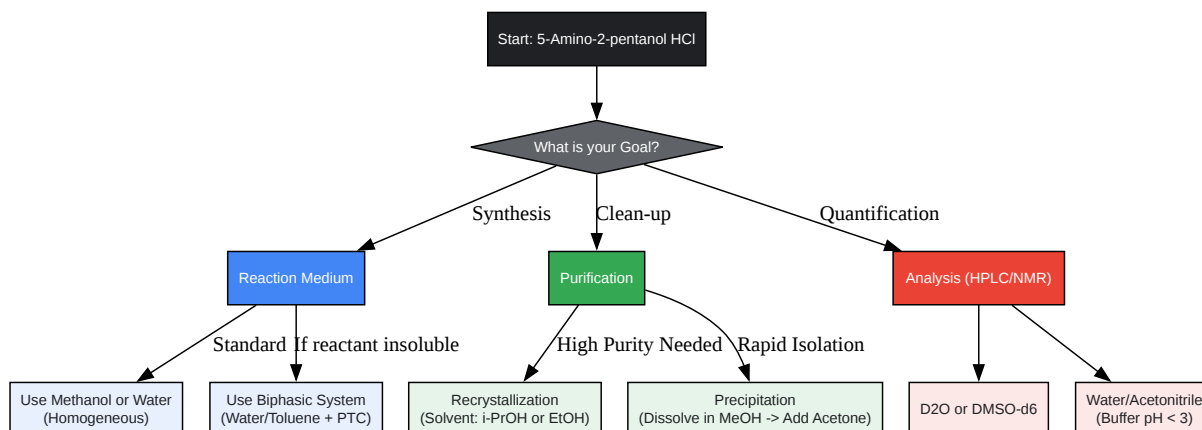 Start: 5-Amino-2-pentanol HCl
What is your Goal?
Synthesis
Clean-up
Quantification
Reaction Medium
Purification
Analysis (HPLC/NMR)
Standard
If reactant insoluble
High Purity Needed
Rapid Isolation
Use Methanol or Water
(Homogeneous)
Use Biphasic System
(Water/Toluene + PTC)
Recrystallization
(Solvent: i-PrOH or EtOH)
Precipitation
(Dissolve in MeOH -> Add Acetone)
D2O or DMSO-d6
Water/Acetonitrile
(Buffer pH < 3)